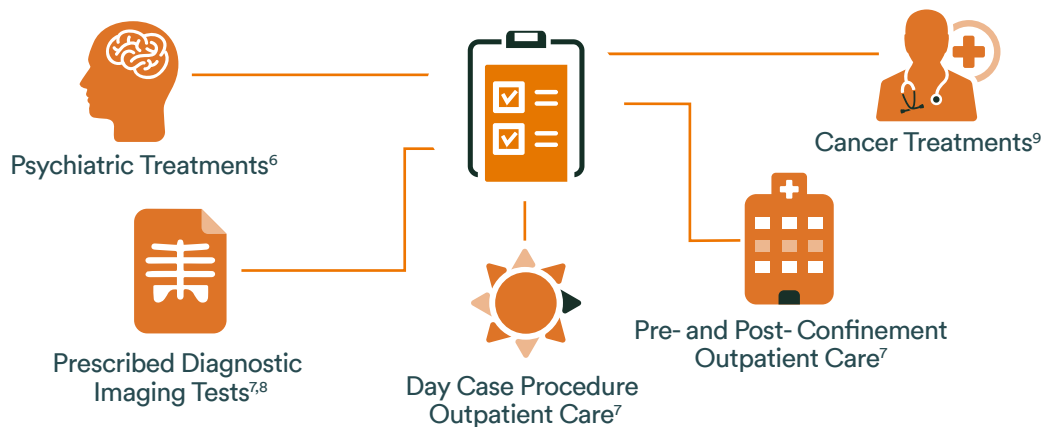 Psychiatric Treatments⁶
Cancer Treatments⁹
Prescribed Diagnostic
Imaging Tests⁷,⁸
Day Case Procedure
Outpatient Care⁷
Pre- and Post- Confinement
Outpatient Care⁷